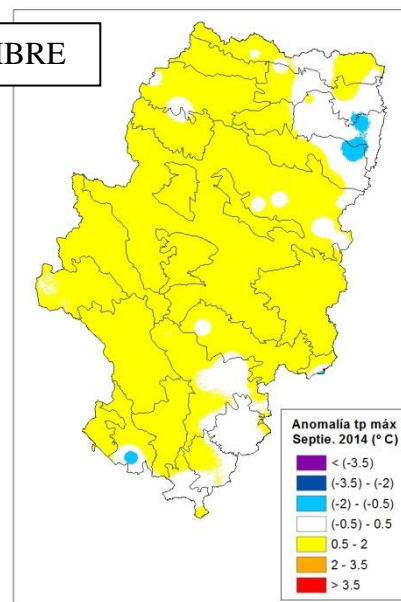 MBRE
Anomalía tp máx
Septie. 2014 (º C)
< (-3.5)
(-3.5) - (-2)
(-2) - (-0.5)
(-0.5) - 0.5
0.5 - 2
2 - 3.5
> 3.5